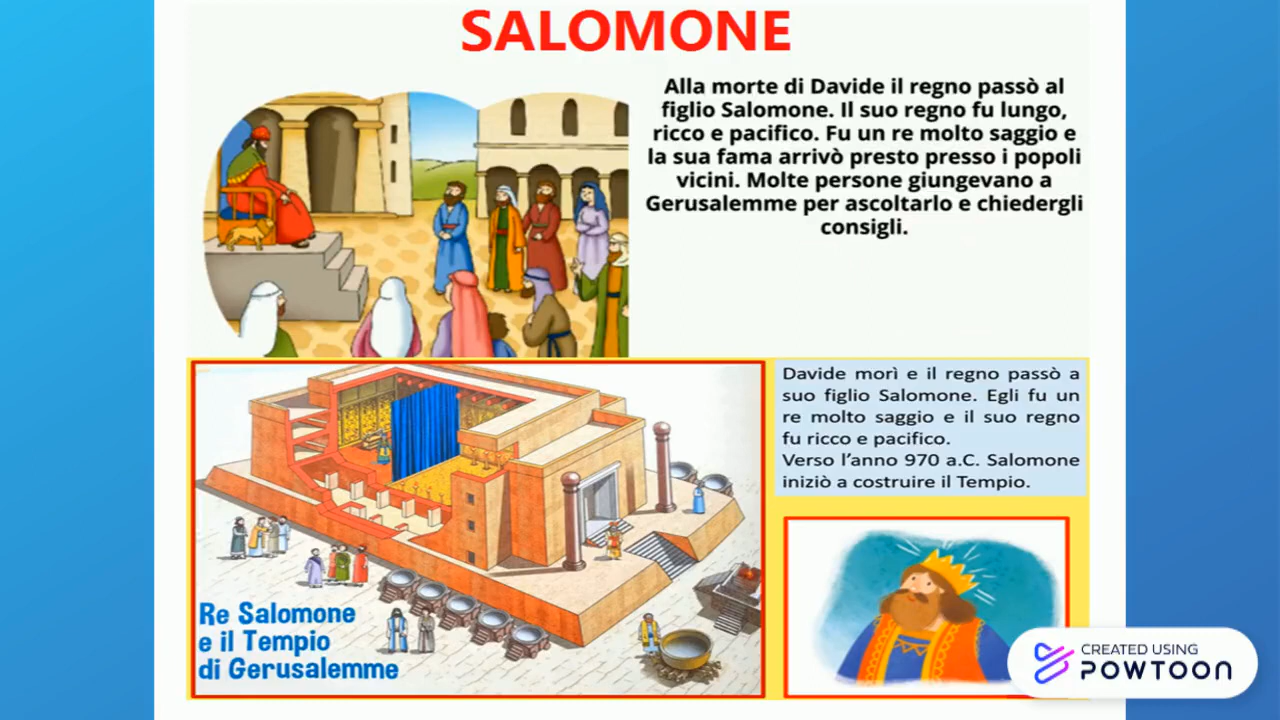 SALOMONE
Alla morte di Davide il regno passò al
figlio Salomone. Il suo regno fu lungo,
ricco e pacifico. Fu un re molto saggio e
la sua fama arrivò presto presso i popoli
vicini. Molte persone giungevano a
Gerusalemme per ascoltarlo e chiedergli
consigli.
Re Salomone
e il Tempio
di Gerusalemme
Davide morì e il regno passò a
suo figlio Salomone. Egli fu un
re molto saggio e il suo regno
fu ricco e pacifico.
Verso l'anno 970 a.C. Salomone
iniziò a costruire il Tempio.
CREATED USING
POWTOON